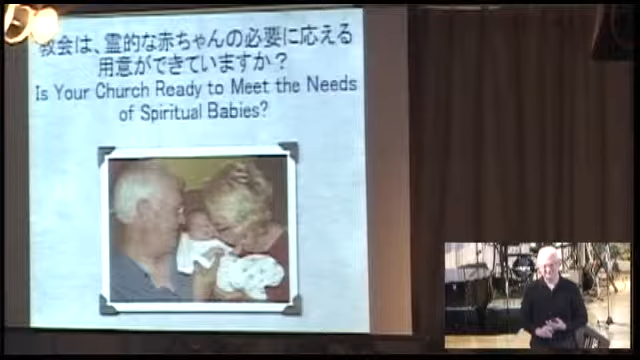 教会は、霊的な赤ちゃんの必要に応える
用意ができていますか？
Is Your Church Ready to Meet the Needs
of Spiritual Babies?